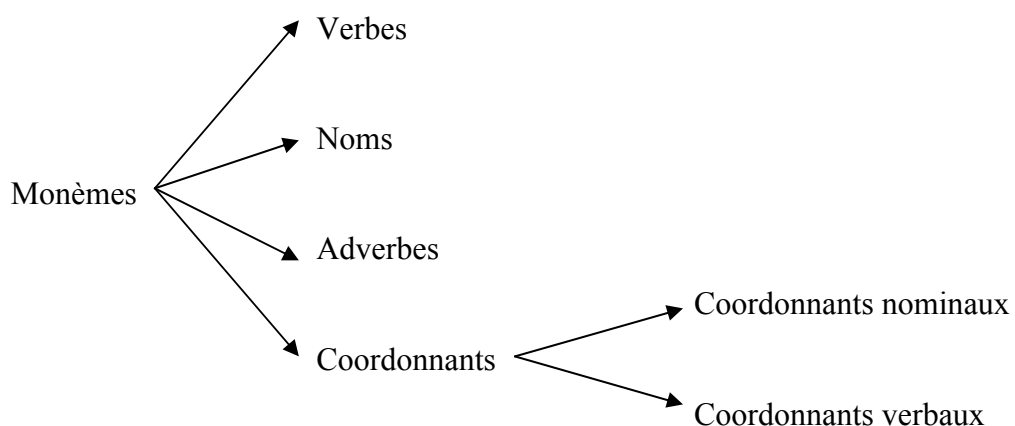 Verbes
Noms
Monèmes
Adverbes
Coordonnants nominaux
Coordonnants
Coordonnants verbaux